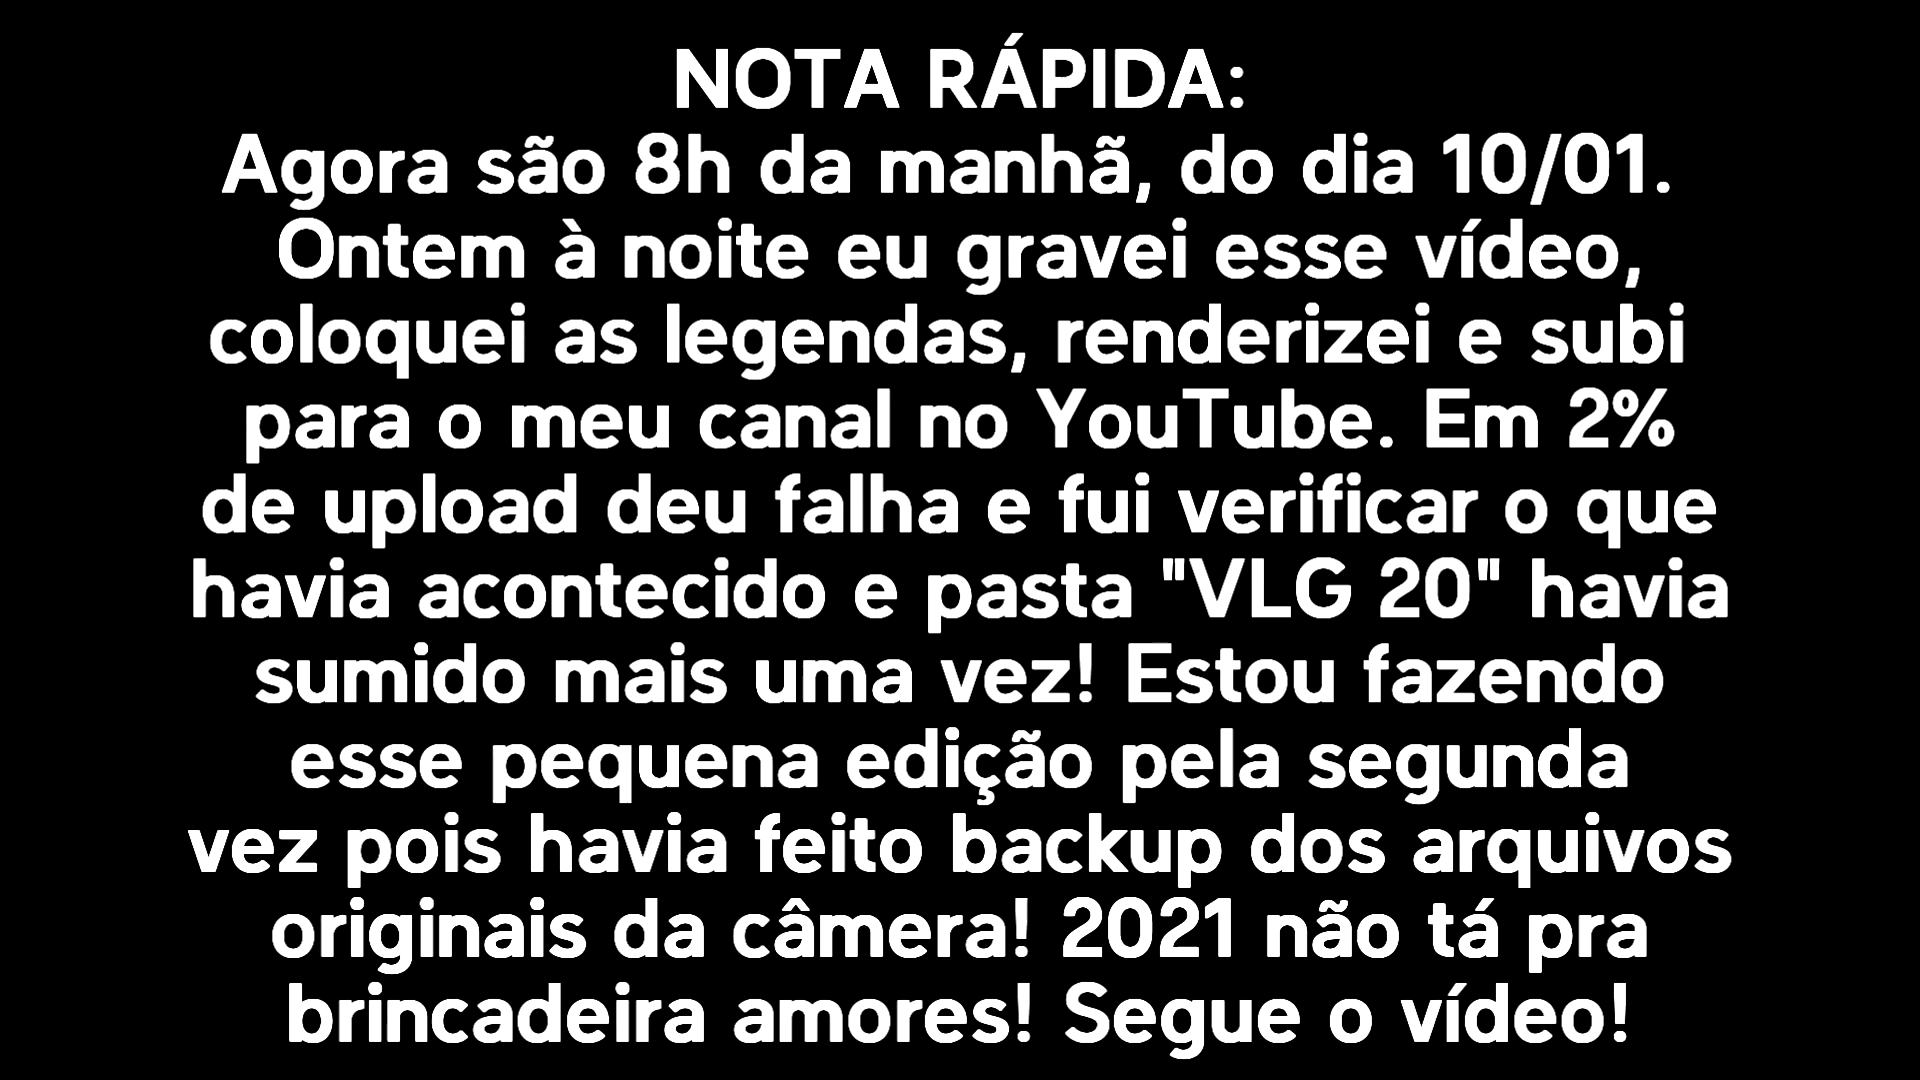 NOTA RÁPIDA:
Agora são 8h da manhã, do dia 10/01.
Ontem à noite eu gravei esse vídeo,
coloquei as legendas, renderizei e subi
para o meu canal no YouTube. Em 2%
de upload deu falha e fui verificar o que
havia acontecido e pasta "VLG 20" havia
sumido mais uma vez! Estou fazendo
esse pequena edição pela segunda
vez pois havia feito backup dos arquivos
originais da câmera! 2021 não tá pra
brincadeira amores! Segue o vídeo!